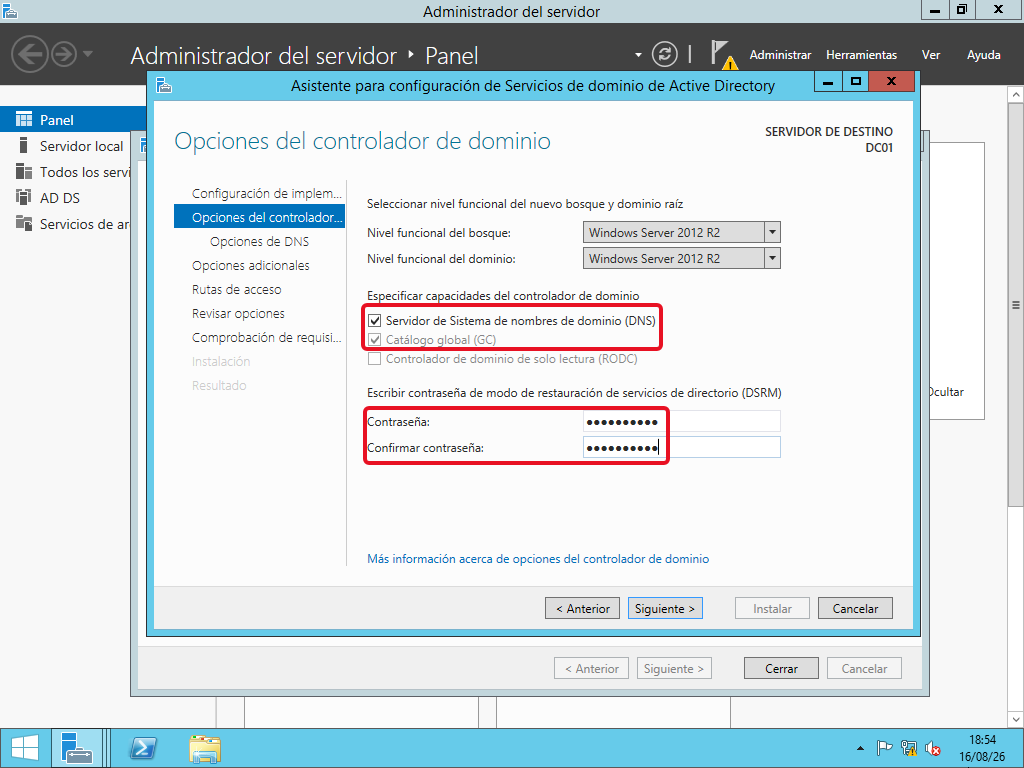 Administrador del servidor
Administrador del servidor
Panel
Administrar
Herramientas
Ver
Ayuda
Asistente para configuración de Servicios de dominio de Active Directory
Panel
Servidor local
Todos los servi
AD DS
Servicios de ar
Opciones del controlador de dominio
SERVIDOR DE DESTINO
DC01
Configuración de implem...
Opciones del controlador...
Opciones de DNS
Opciones adicionales
Rutas de acceso
Revisar opciones
Comprobación de requisi...
Instalación
Resultado
Seleccionar nivel funcional del nuevo bosque y dominio raíz
Nivel funcional del bosque:
Windows Server 2012 R2
Nivel funcional del dominio:
Windows Server 2012 R2
Especificar capacidades del controlador de dominio
Servidor de Sistema de nombres de dominio (DNS)
Catálogo global (GC)
Controlador de dominio de solo lectura (RODC)
Escribir contraseña de modo de restauración de servicios de directorio (DSRM)
Contraseña:
●●●●●●●●●●
Confirmar contraseña:
●●●●●●●●●●
Más información acerca de opciones del controlador de dominio
< Anterior
Siguiente >
Instalar
Cancelar
Ocultar
< Anterior
Siguiente >
Cerrar
Cancelar
18:54
16/08/26